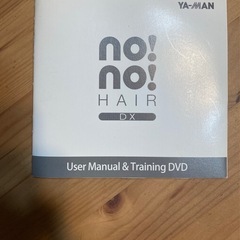 YA-MAN
no!
no!
HAIR
DX
User Manual & Training DVD